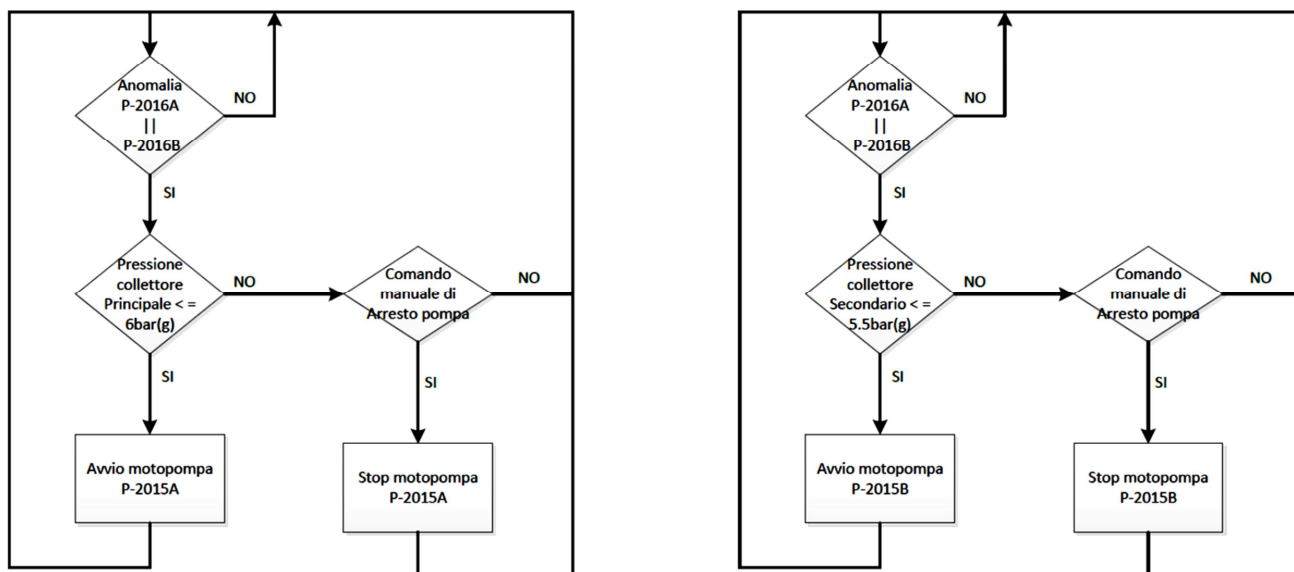 Anomalia
P-2016A
||
P-2016B
NO
SI
Pressione
collettore
Principale < =
6bar(g)
NO
Comando
manuale di
Arresto pompa
NO
SI
SI
Avvio motopompa
P-2015A
Stop motopompa
P-2015A
Anomalia
P-2016A
||
P-2016B
NO
SI
Pressione
collettore
Secondario < =
5.5bar(g)
NO
Comando
manuale di
Arresto pompa
NO
SI
SI
Avvio motopompa
P-2015B
Stop motopompa
P-2015B